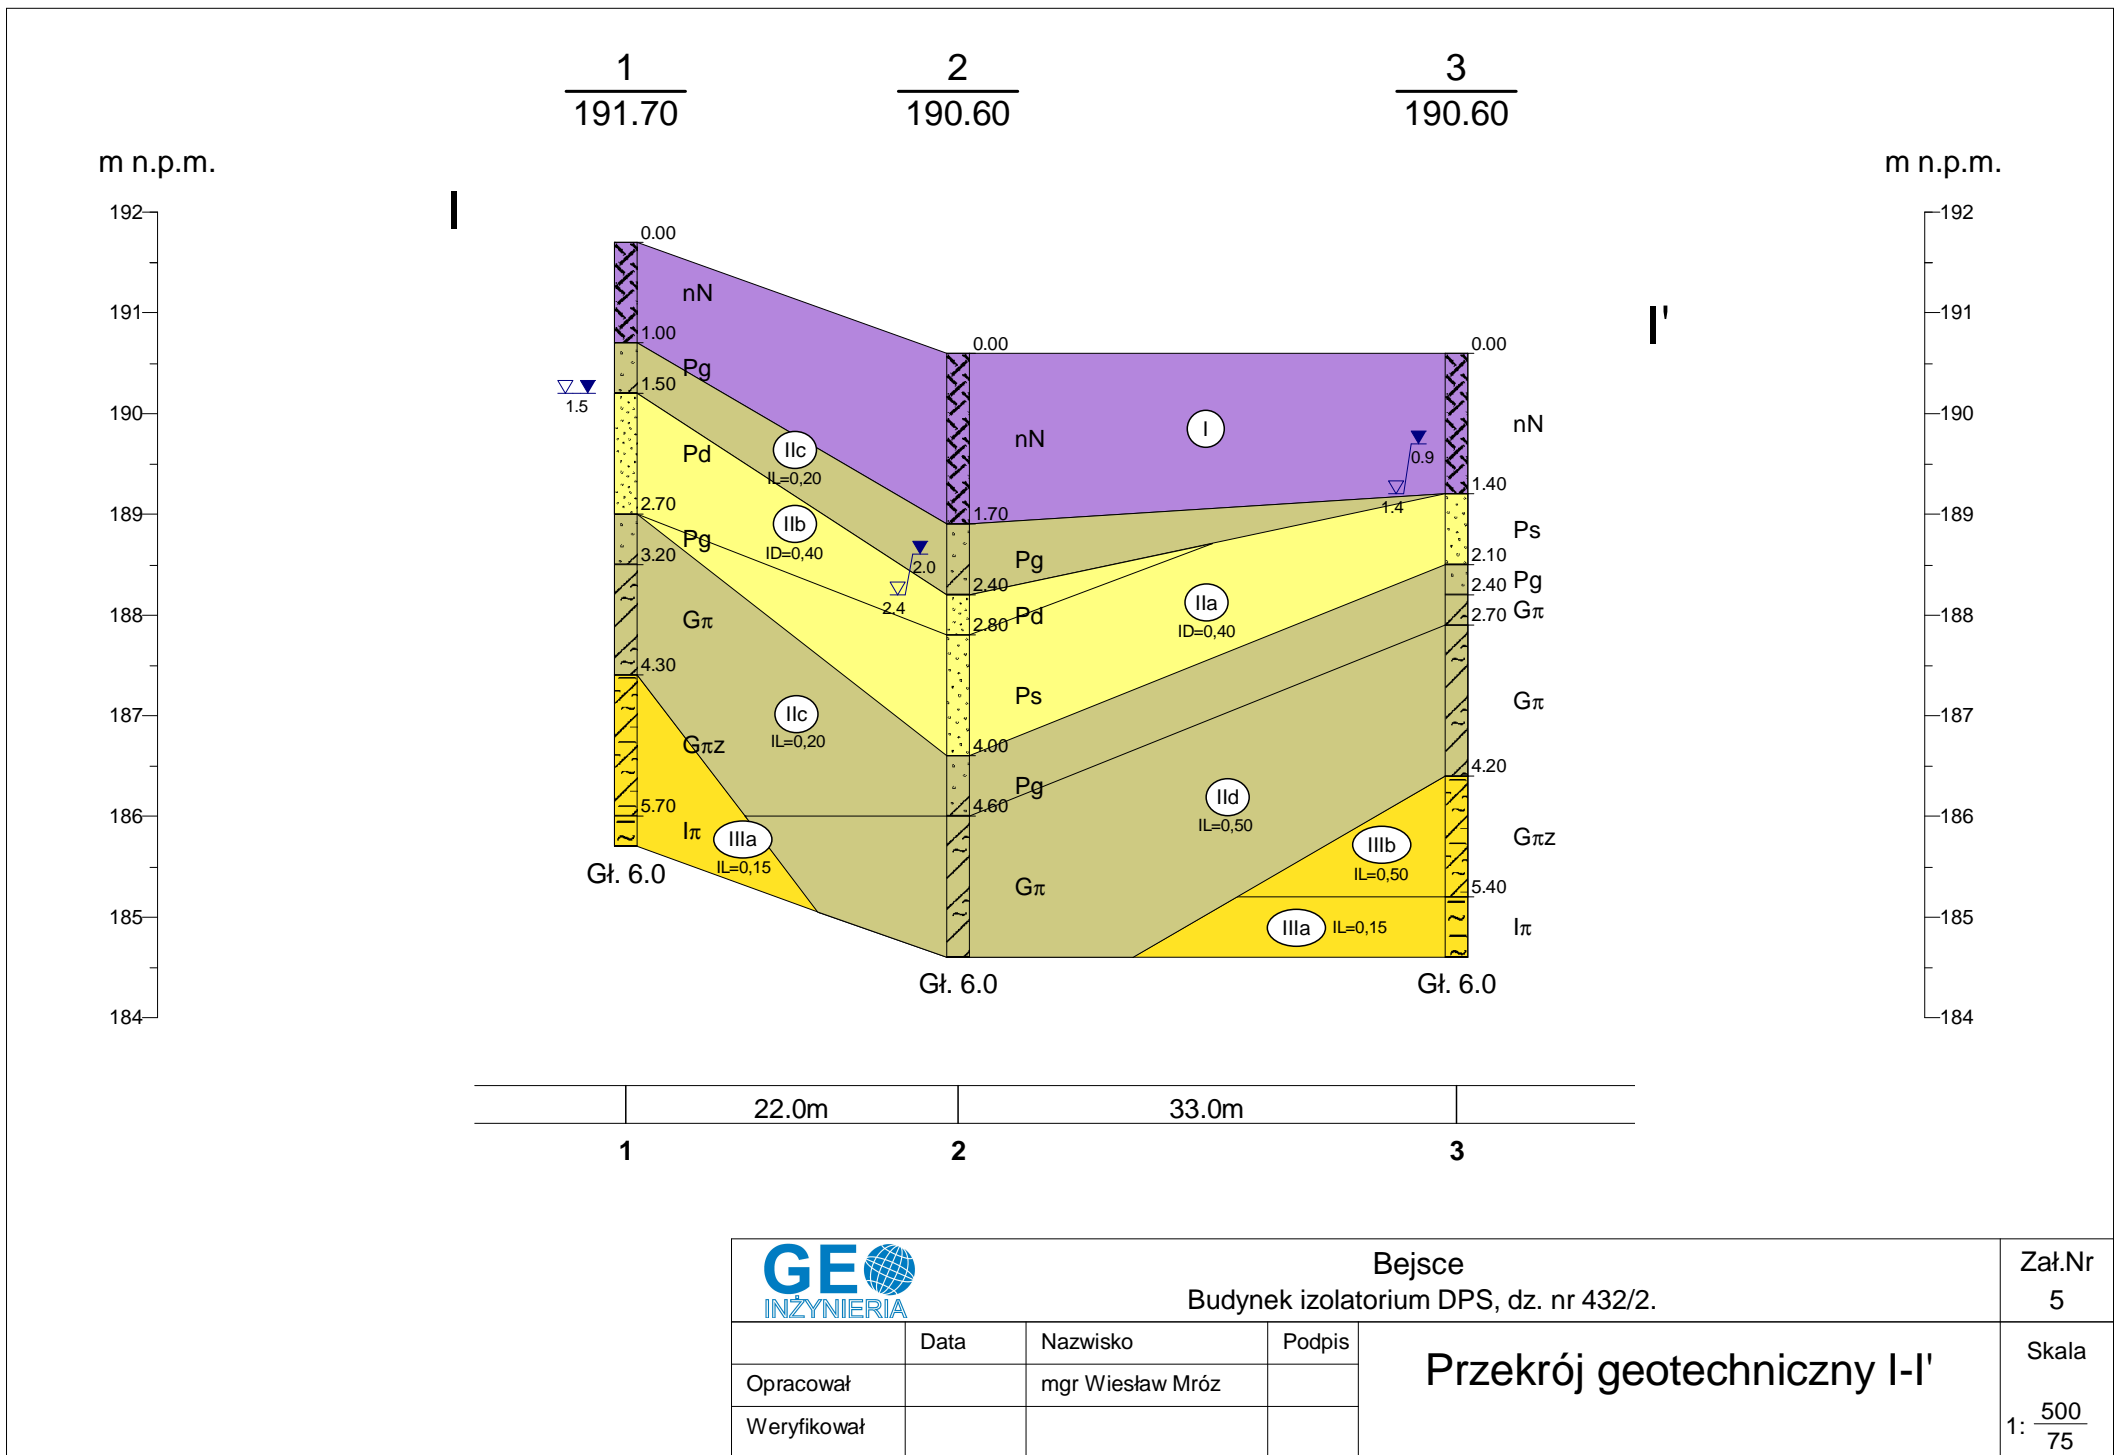 1
191.70
2
190.60
3
190.60
m n.p.m.
m n.p.m.
I
I'
192
191
190
189
188
187
186
185
184
192
191
190
189
188
187
186
185
184
0.00
nN
1.00
Pg
1.50
1.5
Pd
2.70
Pg
3.20
Gπ
4.30
Gπz
5.70
Iπ
Gł. 6.0
IIc
IL=0,20
IIb
ID=0,40
IIc
IL=0,20
IIIa
IL=0,15
2.0
2.4
0.00
nN
1.70
Pg
2.40
Pd
2.80
Ps
4.00
Pg
4.60
Gπ
Gł. 6.0
I
IIa
ID=0,40
IId
IL=0,50
IIIb
IL=0,50
IIIa IL=0,15
0.9
1.4
0.00
nN
1.40
Ps
2.10
Pg
2.40
Gπ
2.70
Gπ
4.20
Gπz
5.40
Iπ
Gł. 6.0
22.0m
33.0m
1
2
3
GEO
INŻYNIERIA
Bejsce
Budynek izolatorium DPS, dz. nr 432/2.
Zał.Nr
5
Data
Nazwisko
Podpis
Opracował
mgr Wiesław Mróz
Weryfikował
Przekrój geotechniczny I-I'
Skala
1: 500
75